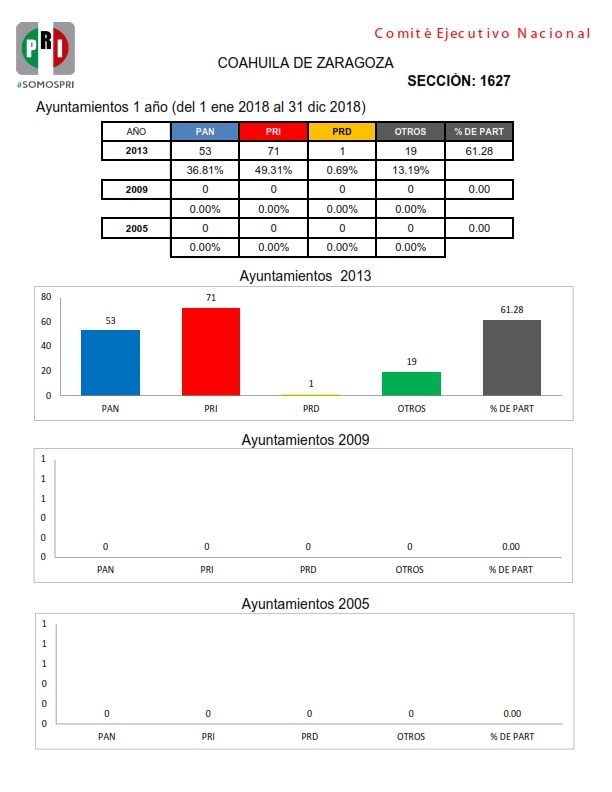 Comité Ejecutivo Nacional
PRI
#SOMOSPRI
COAHUILA DE ZARAGOZA
SECCIÓN: 1627
Ayuntamientos 1 año (del 1 ene 2018 al 31 dic 2018)
AÑO PAN PRI PRD OTROS % DE PART
2013 53 71 1 19 61.28
36.81% 49.31% 0.69% 13.19%
2009 0 0 0 0 0.00
0.00% 0.00% 0.00% 0.00%
2005 0 0 0 0 0.00
0.00% 0.00% 0.00% 0.00%
Ayuntamientos 2013
80
60
40
20
0
53 71 1 19 61.28
PAN PRI PRD OTROS % DE PART
Ayuntamientos 2009
1
1
1
0
0
0
0 0 0 0 0.00
PAN PRI PRD OTROS % DE PART
Ayuntamientos 2005
1
1
1
0
0
0
0 0 0 0 0.00
PAN PRI PRD OTROS % DE PART